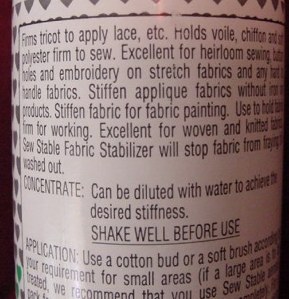 Firms tricot to apply lace, etc. Holds voile, chiffon and
polyester firm to sew. Excellent for heirloom sewing,
holes and embroidery on stretch fabrics and any
handle fabrics. Stiffen applique fabrics without iron
products. Stiffen fabric for fabric painting. Use to hold
firm for working. Excellent for woven and knitted
Sew Stable Fabric Stabilizer will stop fabric from fraying
washed out.
CONCENTRATE: Can be diluted with water to achieve the
desired stiffness.
SHAKE WELL BEFORE USE
APPLICATION: Use a cotton bud or a soft brush
your requirement for small areas (if a large area is
treated, we recommend that you use Sew Stable